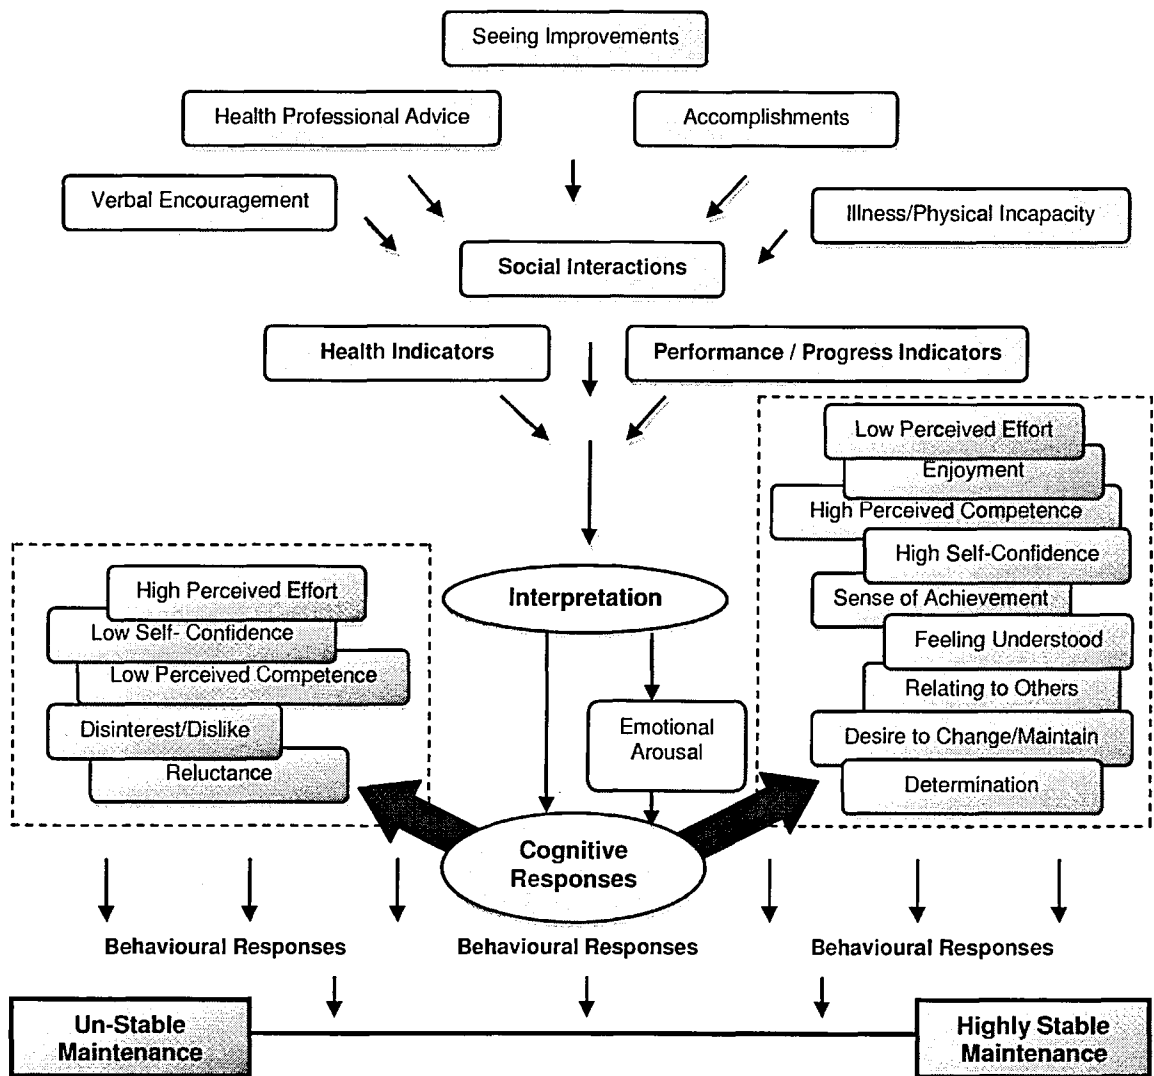 Seeing Improvements
Health Professional Advice
Accomplishments
Verbal Encouragement
Illness/Physical Incapacity
Social Interactions
Health Indicators
Performance / Progress Indicators
Low Perceived Effort
Enjoyment
High Perceived Competence
High Self-Confidence
Sense of Achievement
Feeling Understood
Relating to Others
Desire to Change/Maintain
Determination
High Perceived Effort
Low Self- Confidence
Low Perceived Competence
Disinterest/Dislike
Reluctance
Interpretation
Emotional
Arousal
Cognitive
Responses
Behavioural Responses
Behavioural Responses
Behavioural Responses
Un-Stable
Maintenance
Highly Stable
Maintenance